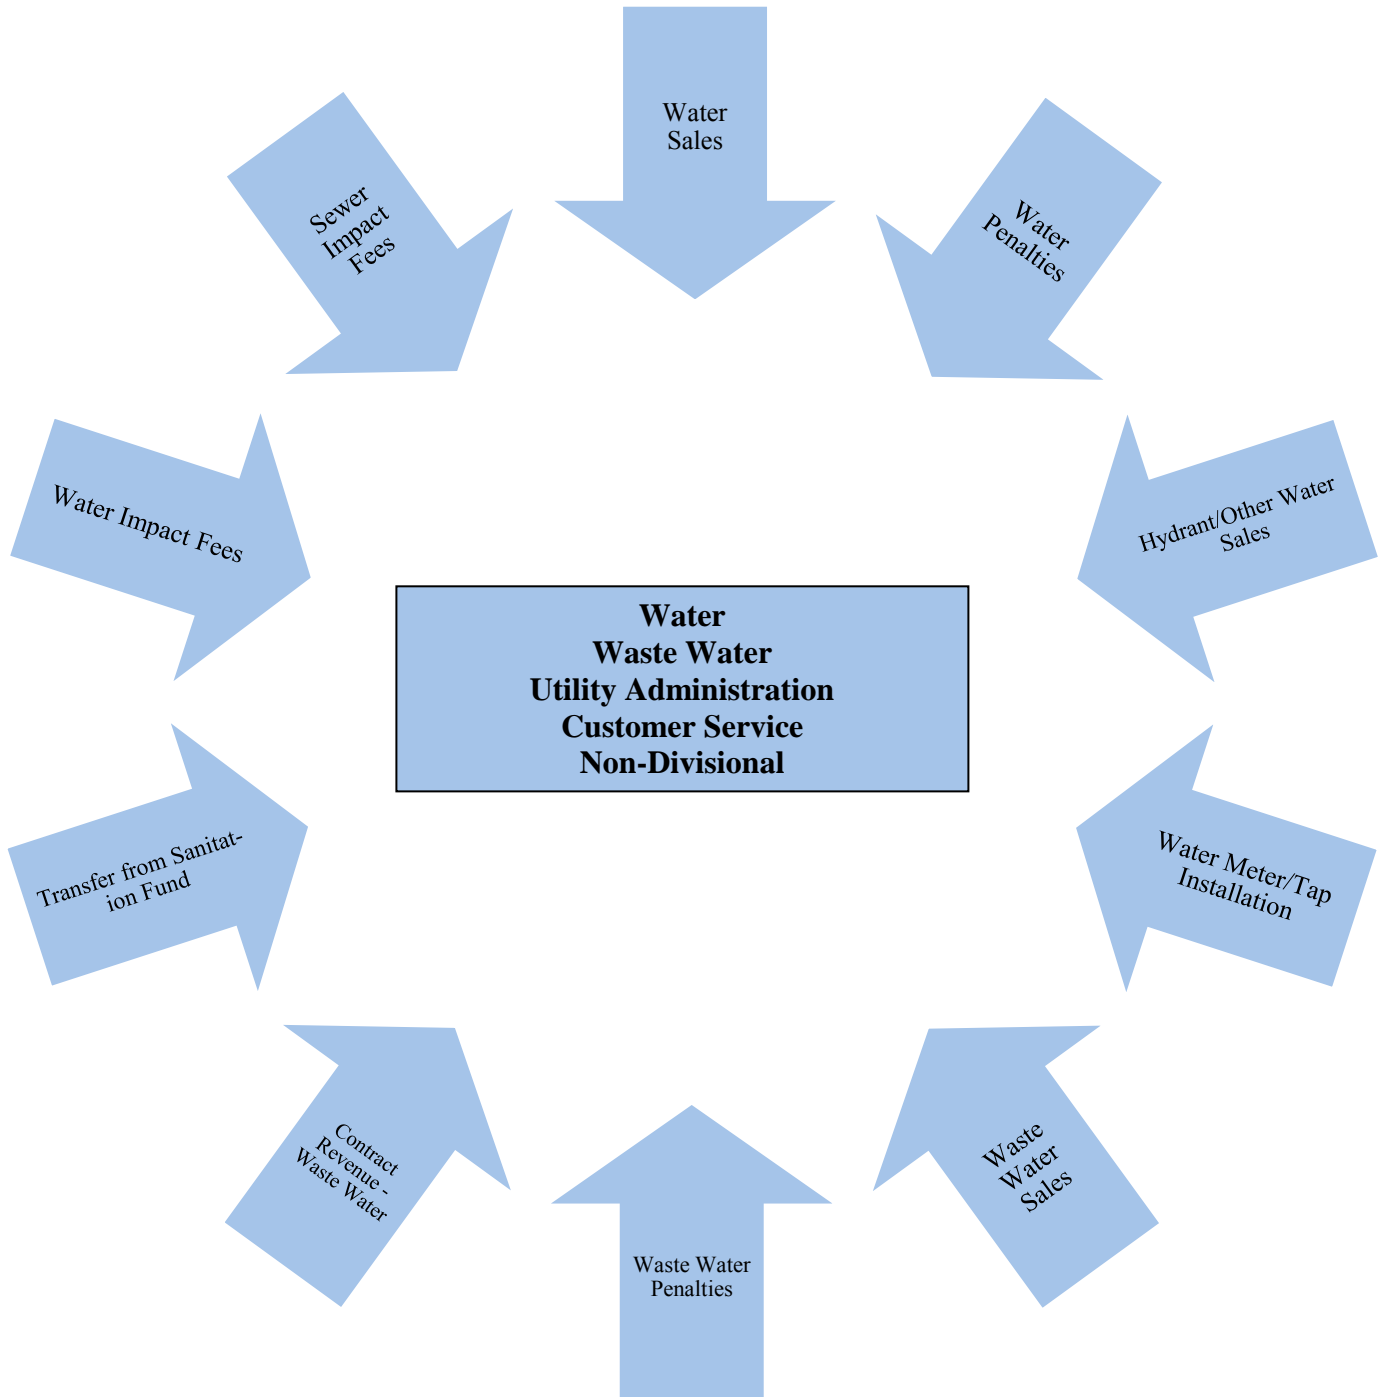 Water
Sales
Water
Penalties
Hydrant/Other Water
Sales
Water Meter/Tap
Installation
Waste
Water
Sales
Waste Water
Penalties
Contract
Revenue -
Waste Water
Transfer from Sanitat-
ion Fund
Water Impact Fees
Sewer
Impact
Fees
Water
Waste Water
Utility Administration
Customer Service
Non-Divisional